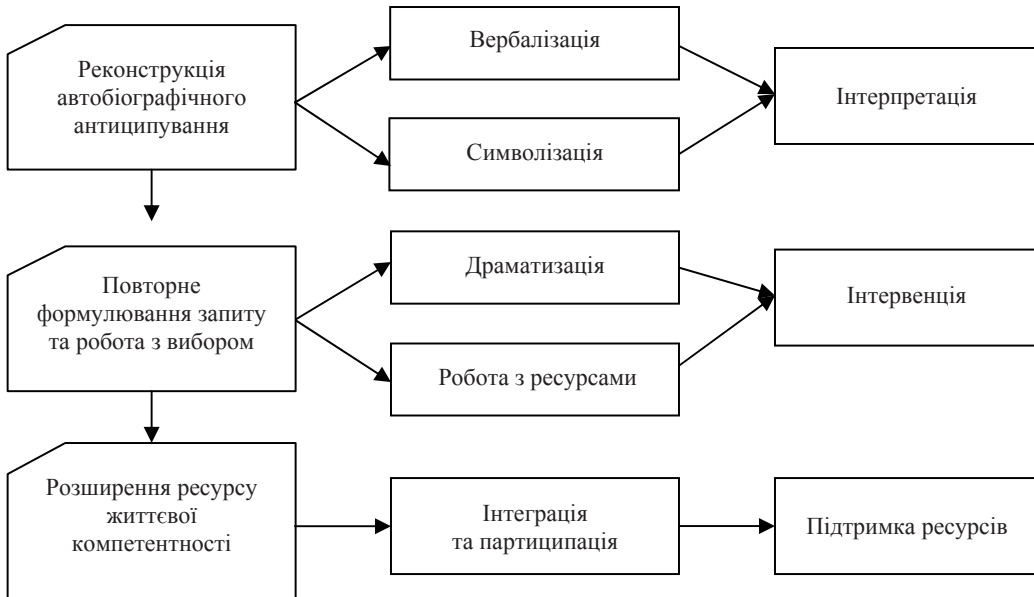 Реконструкція
автобіографічного
антиципування
Вербалізація
Символізація
Інтерпретація
Повторне
формулювання запиту
та робота з вибором
Драматизація
Робота з ресурсами
Інтервенція
Розширення ресурсу
життєвої
компетентності
Інтеграція
та партиципація
Підтримка ресурсів